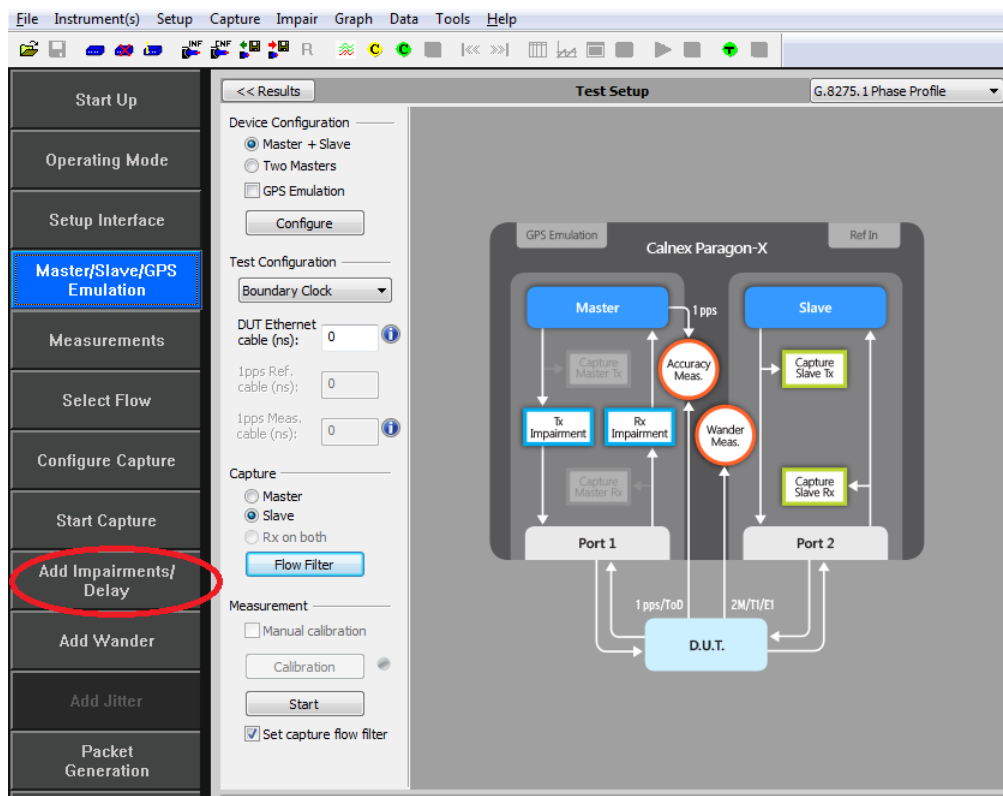 File Instrument(s) Setup Capture Impair Graph Data Tools Help
INF
ENF
R
C
C
T
Start Up
Operating Mode
Setup Interface
Master/Slave/GPS
Emulation
Measurements
Select Flow
Configure Capture
Start Capture
Add Impairments/
Delay
Add Wander
Add Jitter
Packet
Generation
<< Results
Test Setup
G.8275.1 Phase Profile
Device Configuration
Master + Slave
Two Masters
GPS Emulation
Configure
Test Configuration
Boundary Clock
DUT Ethernet
cable (ns):
0
1pps Ref.
cable (ns):
0
1pps Meas.
cable (ns):
0
Capture
Master
Slave
Rx on both
Flow Filter
Measurement
Manual calibration
Calibration
Start
Set capture flow filter
GPS Emulation
Calnex Paragon-X
Ref In
Master
1 pps
Slave
Capture
Master Tx
Accuracy
Meas.
Capture
Slave Tx
Tx
Impairment
Rx
Impairment
Wander
Meas.
Capture
Master Rx
Capture
Slave Rx
Port 1
Port 2
1 pps/ToD
2M/T1/E1
D.U.T.